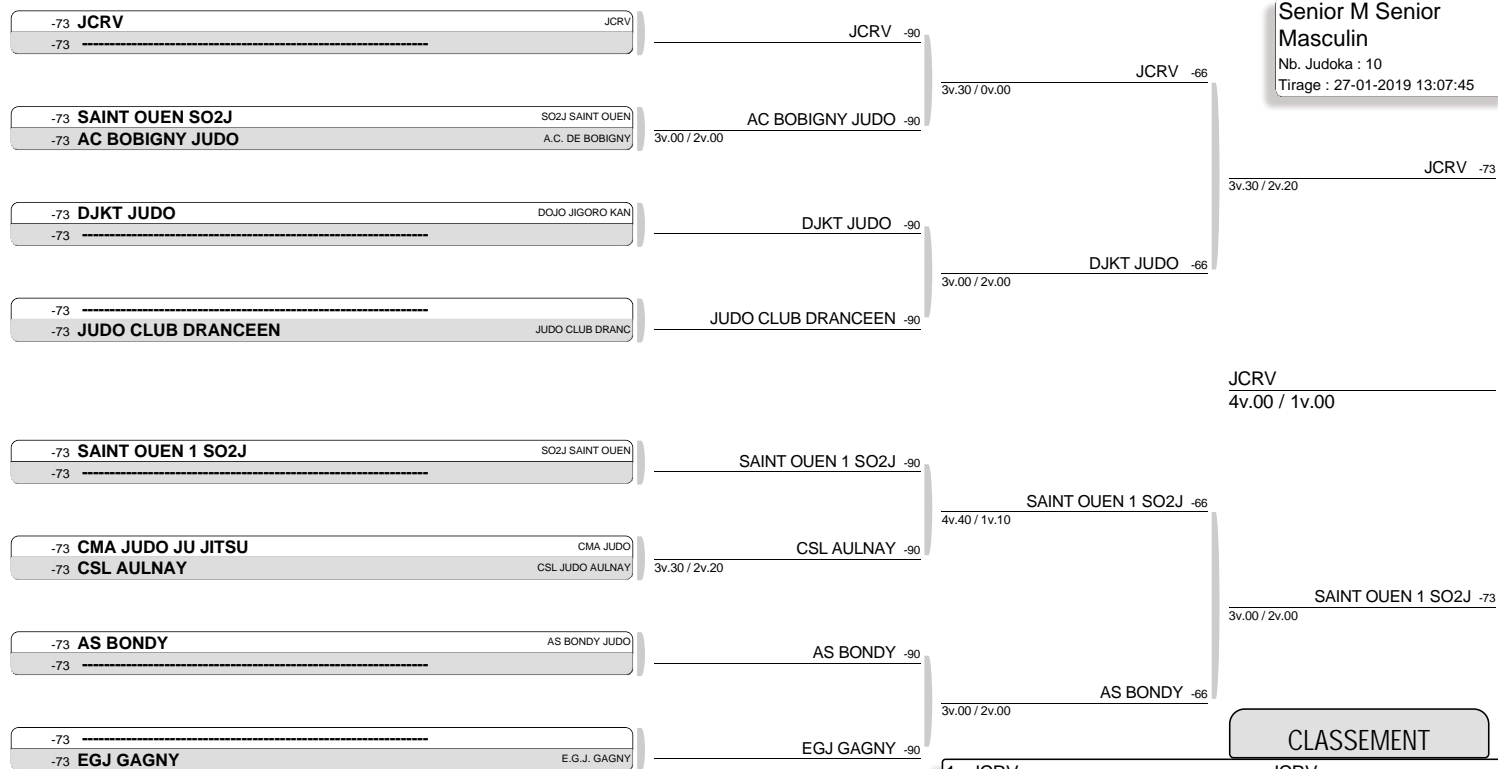 Senior M Senior
Masculin
Nb. Judoka : 10
Tirage : 27-01-2019 13:07:45
-73 JCRV JCRV
-73 ----------------------------------------------------------------
JCRV -90
JCRV -66
3v.30 / 0v.00
-73 SAINT OUEN SO2J SO2J SAINT OUEN
-73 AC BOBIGNY JUDO A.C. DE BOBIGNY
AC BOBIGNY JUDO -90
3v.00 / 2v.00
JCRV -73
3v.30 / 2v.20
-73 DJKT JUDO DOJO JIGORO KAN
-73 ----------------------------------------------------------------
DJKT JUDO -90
DJKT JUDO -66
3v.00 / 2v.00
-73 ----------------------------------------------------------------
-73 JUDO CLUB DRANCEEN JUDO CLUB DRANC
JUDO CLUB DRANCEEN -90
JCRV
4v.00 / 1v.00
-73 SAINT OUEN 1 SO2J SO2J SAINT OUEN
-73 ----------------------------------------------------------------
SAINT OUEN 1 SO2J -90
SAINT OUEN 1 SO2J -66
4v.40 / 1v.10
-73 CMA JUDO JU JITSU CMA JUDO
-73 CSL AULNAY CSL JUDO AULNAY
CSL AULNAY -90
3v.30 / 2v.20
SAINT OUEN 1 SO2J -73
3v.00 / 2v.00
-73 AS BONDY AS BONDY JUDO
-73 ----------------------------------------------------------------
AS BONDY -90
AS BONDY -66
3v.00 / 2v.00
-73 ----------------------------------------------------------------
-73 EGJ GAGNY E.G.J. GAGNY
EGJ GAGNY -90
CLASSEMENT